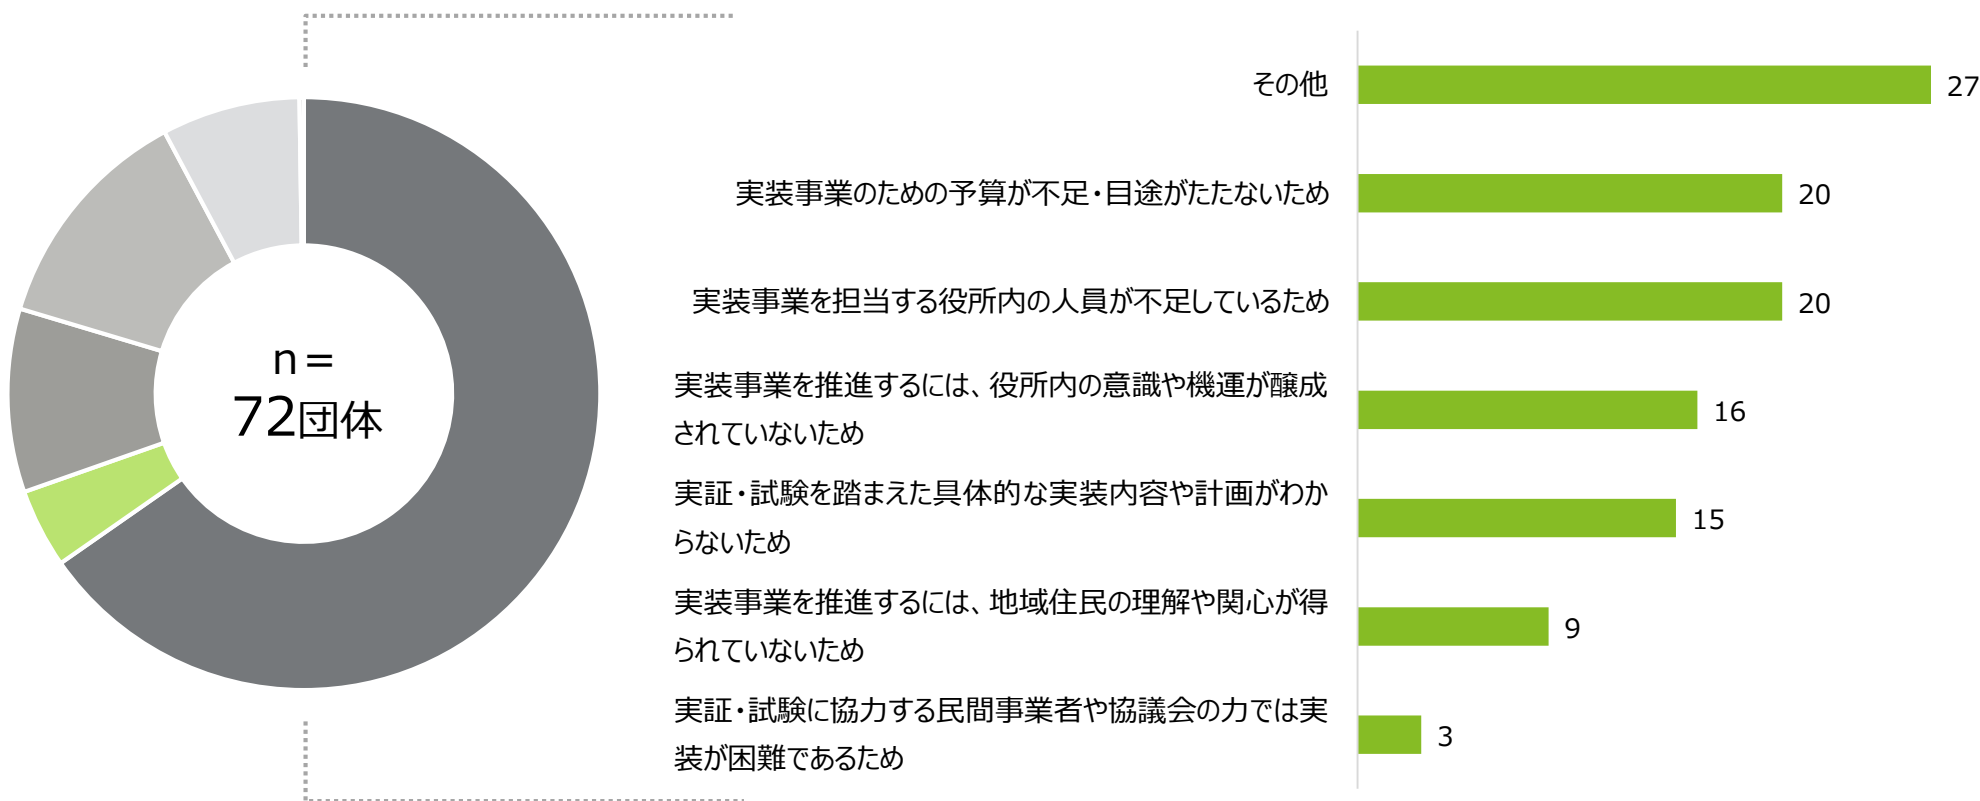 n＝
72団体
その他
27
実装事業のための予算が不足・目途がたたないため
20
実装事業を担当する役所内の人員が不足しているため
20
実装事業を推進するには、役所内の意識や機運が醸成
されていないため
16
実証・試験を踏まえた具体的な実装内容や計画がわか
らないため
15
実装事業を推進するには、地域住民の理解や関心が得
られていないため
9
実証・試験に協力する民間事業者や協議会の力では実
装が困難であるため
3